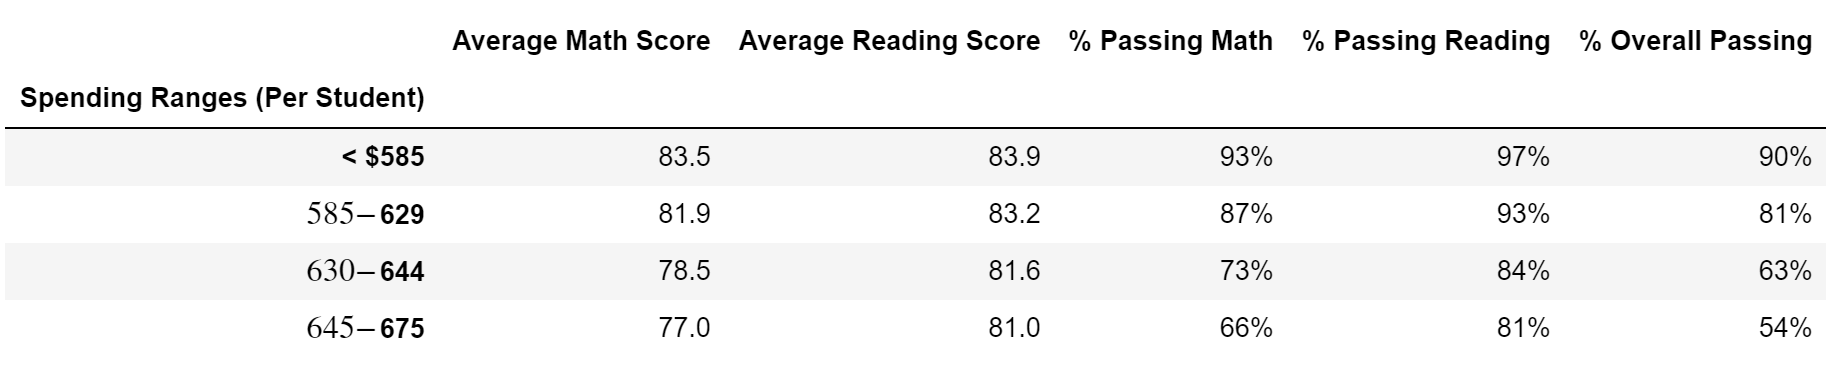 Average Math Score Average Reading Score % Passing Math % Passing Reading % Overall Passing
Spending Ranges (Per Student)
< $585 83.5 83.9 93% 97% 90%
585–629 81.9 83.2 87% 93% 81%
630–644 78.5 81.6 73% 84% 63%
645–675 77.0 81.0 66% 81% 54%